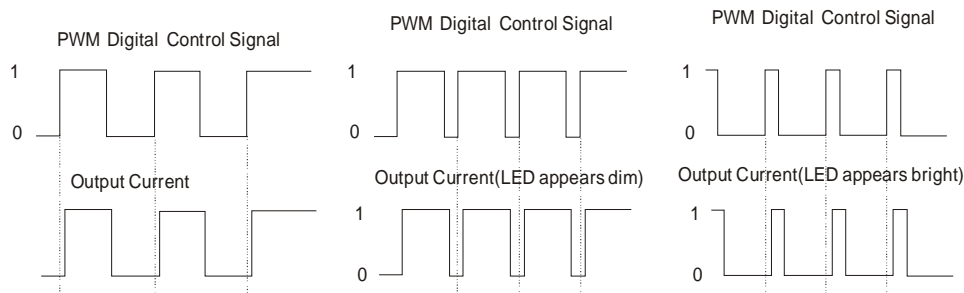 PWM Digital Control Signal
1
0
Output Current
PWM Digital Control Signal
1
0
Output Current(LED appears dim)
1
0
PWM Digital Control Signal
1
0
Output Current(LED appears bright)
1
0